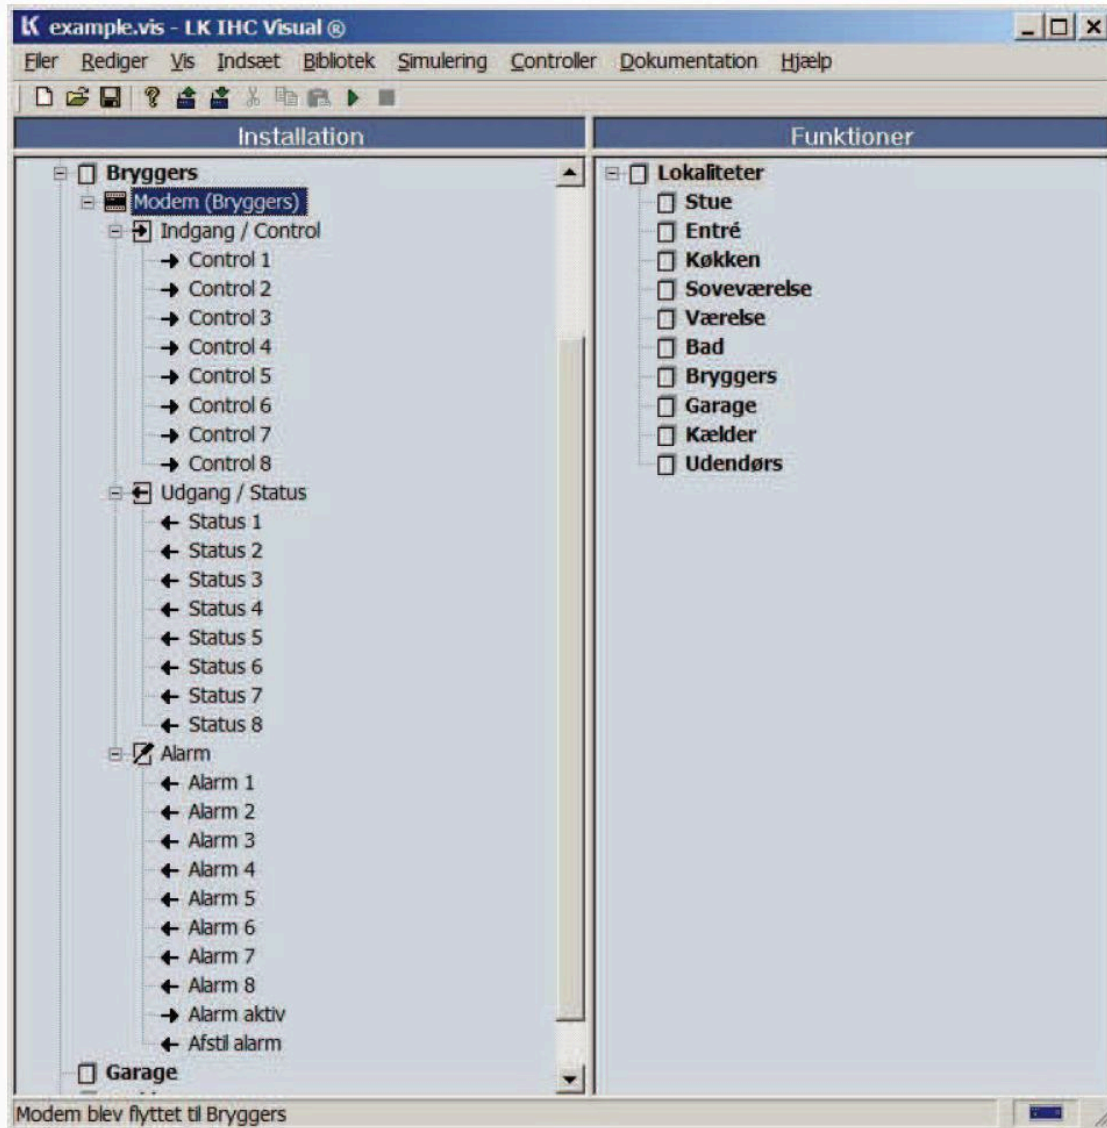 LK example.vis - LK IHC Visual ®
Filer Rediger Vis Indsæt Bibliotek Simulering Controller Dokumentation Hjælp
Installation
Bryggers
Modem (Bryggers)
Indgang / Control
Control 1
Control 2
Control 3
Control 4
Control 5
Control 6
Control 7
Control 8
Udgang / Status
Status 1
Status 2
Status 3
Status 4
Status 5
Status 6
Status 7
Status 8
Alarm
Alarm 1
Alarm 2
Alarm 3
Alarm 4
Alarm 5
Alarm 6
Alarm 7
Alarm 8
Alarm aktiv
Afstil alarm
Garage
Funktioner
Lokaliteter
Stue
Entré
Køkken
Soveværelse
Værelse
Bad
Bryggers
Garage
Kælder
Udendørs
Modem blev flyttet til Bryggers